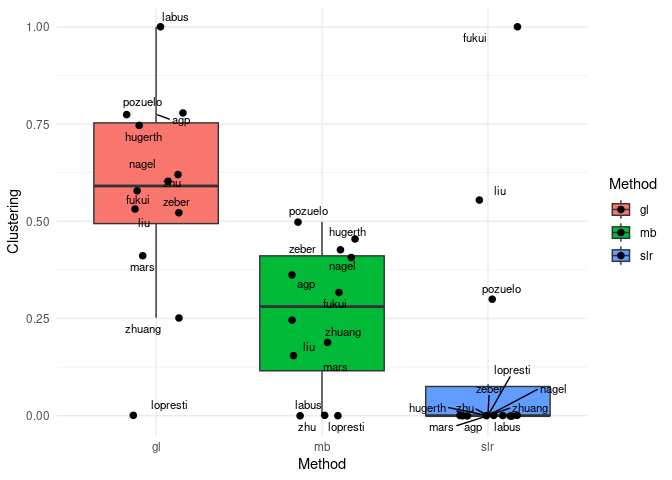 1.00
0.75
0.50
0.25
0.00
Clustering
labus
pozuelo
agp
hugerth
nagel
zhu
fukui
zeber
liu
mars
zhuang
lopresti
pozuelo
hugerth
zeber
nagel
agp
fukui
zhuang
liu
mars
labus
zhu
lopresti
fukui
liu
pozuelo
lopresti
zeber
nagel
hugerth
zhu
zhuang
mars
agp
labus
gl
mb
slr
Method
Method
gl
mb
slr